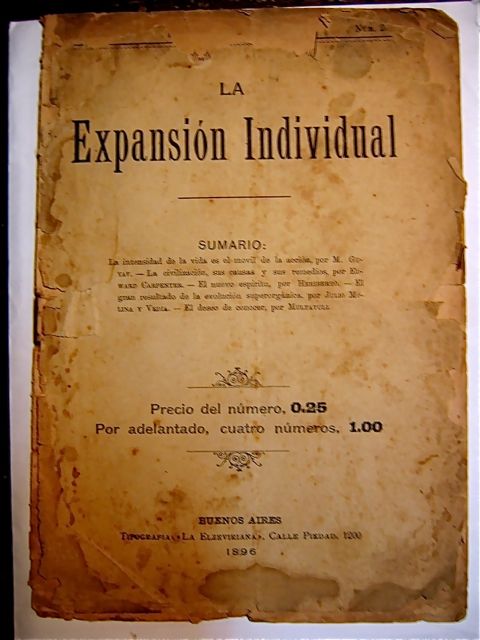 Núm. 2
LA
Expansión Individual
SUMARIO:
La intensidad de la vida es el movil de la acción, por M. Gu-
yau. — La civilización, sus causas y sus remedios, por Ed-
ward Carpenter. — El nuevo espíritu, por Heriberto. — El
gran resultado de la evolución superorgánica, por Julio Mo-
lina y Vedia. — El deseo de conocer, por Multatuli
Precio del número, 0.25
Por adelantado, cuatro números, 1.00
BUENOS AIRES
Tipografia «La Elzeviriana», Calle Piedad, 1200
1896